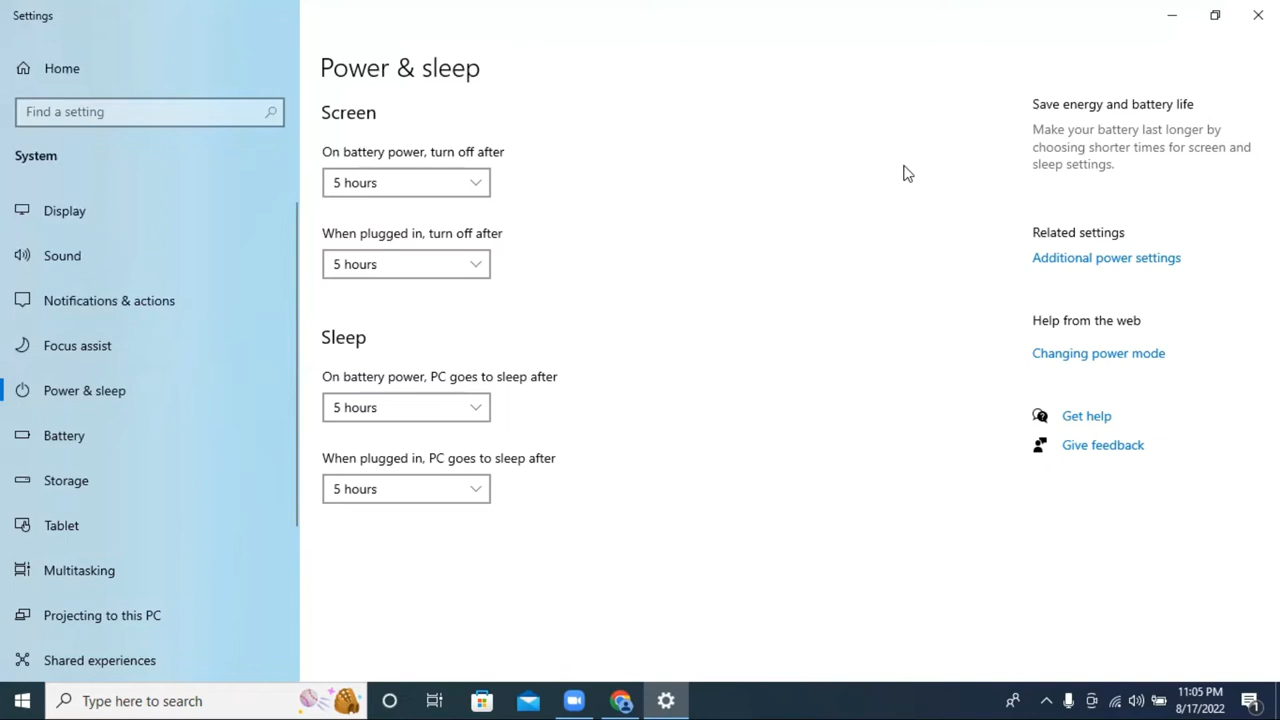 Settings
Home
Find a setting
System
Display
Sound
Notifications & actions
Focus assist
Power & sleep
Battery
Storage
Tablet
Multitasking
Projecting to this PC
Shared experiences
Power & sleep
Screen
On battery power, turn off after
5 hours
When plugged in, turn off after
5 hours
Sleep
On battery power, PC goes to sleep after
5 hours
When plugged in, PC goes to sleep after
5 hours
Save energy and battery life
Make your battery last longer by
choosing shorter times for screen and
sleep settings.
Related settings
Additional power settings
Help from the web
Changing power mode
Get help
Give feedback
Type here to search
11:05 PM
8/17/2022
1